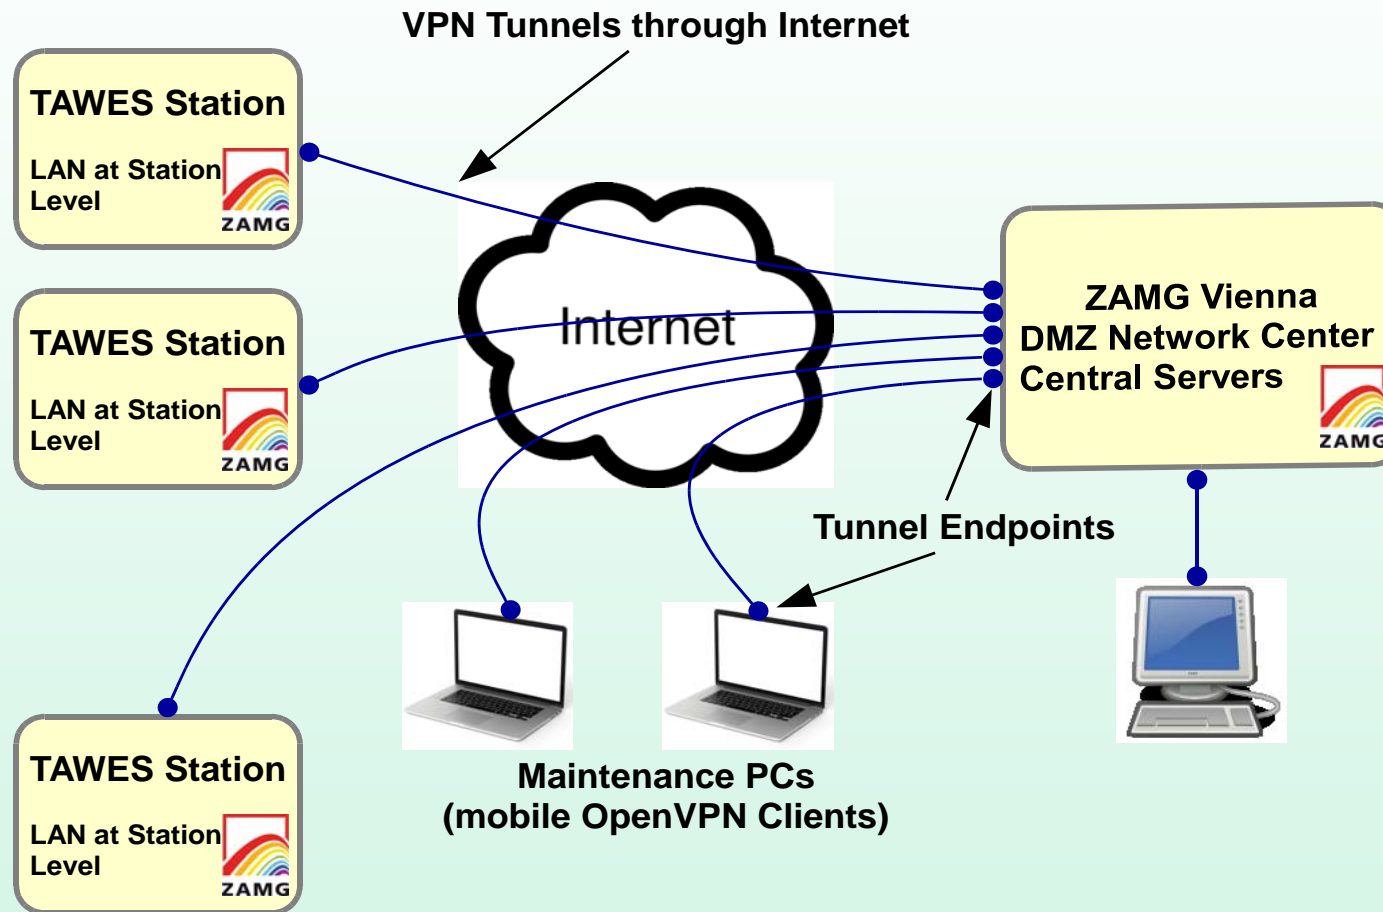 VPN Tunnels through Internet
TAWES Station
LAN at Station
Level
ZAMG
TAWES Station
LAN at Station
Level
ZAMG
Internet
ZAMG Vienna
DMZ Network Center
Central Servers
ZAMG
Tunnel Endpoints
TAWES Station
LAN at Station
Level
ZAMG
Maintenance PCs
(mobile OpenVPN Clients)